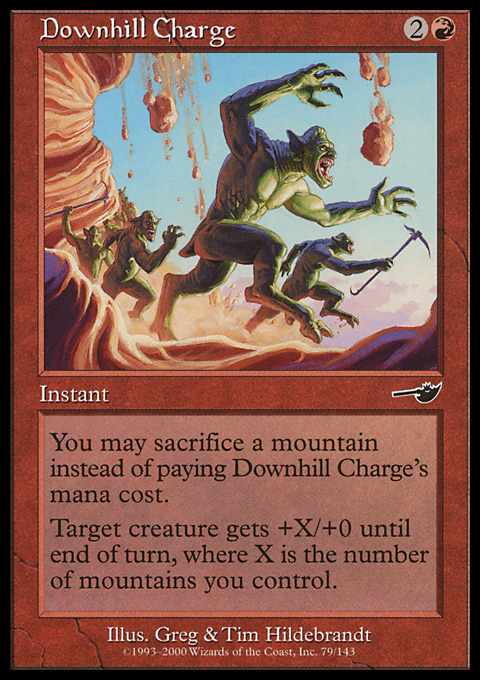 Downhill Charge 2
Instant
You may sacrifice a mountain
instead of paying Downhill Charge's
mana cost.
Target creature gets +X/+0 until
end of turn, where X is the number
of mountains you control.
Illus. Greg & Tim Hildebrandt
©1993–2000 Wizards of the Coast, Inc. 79/143